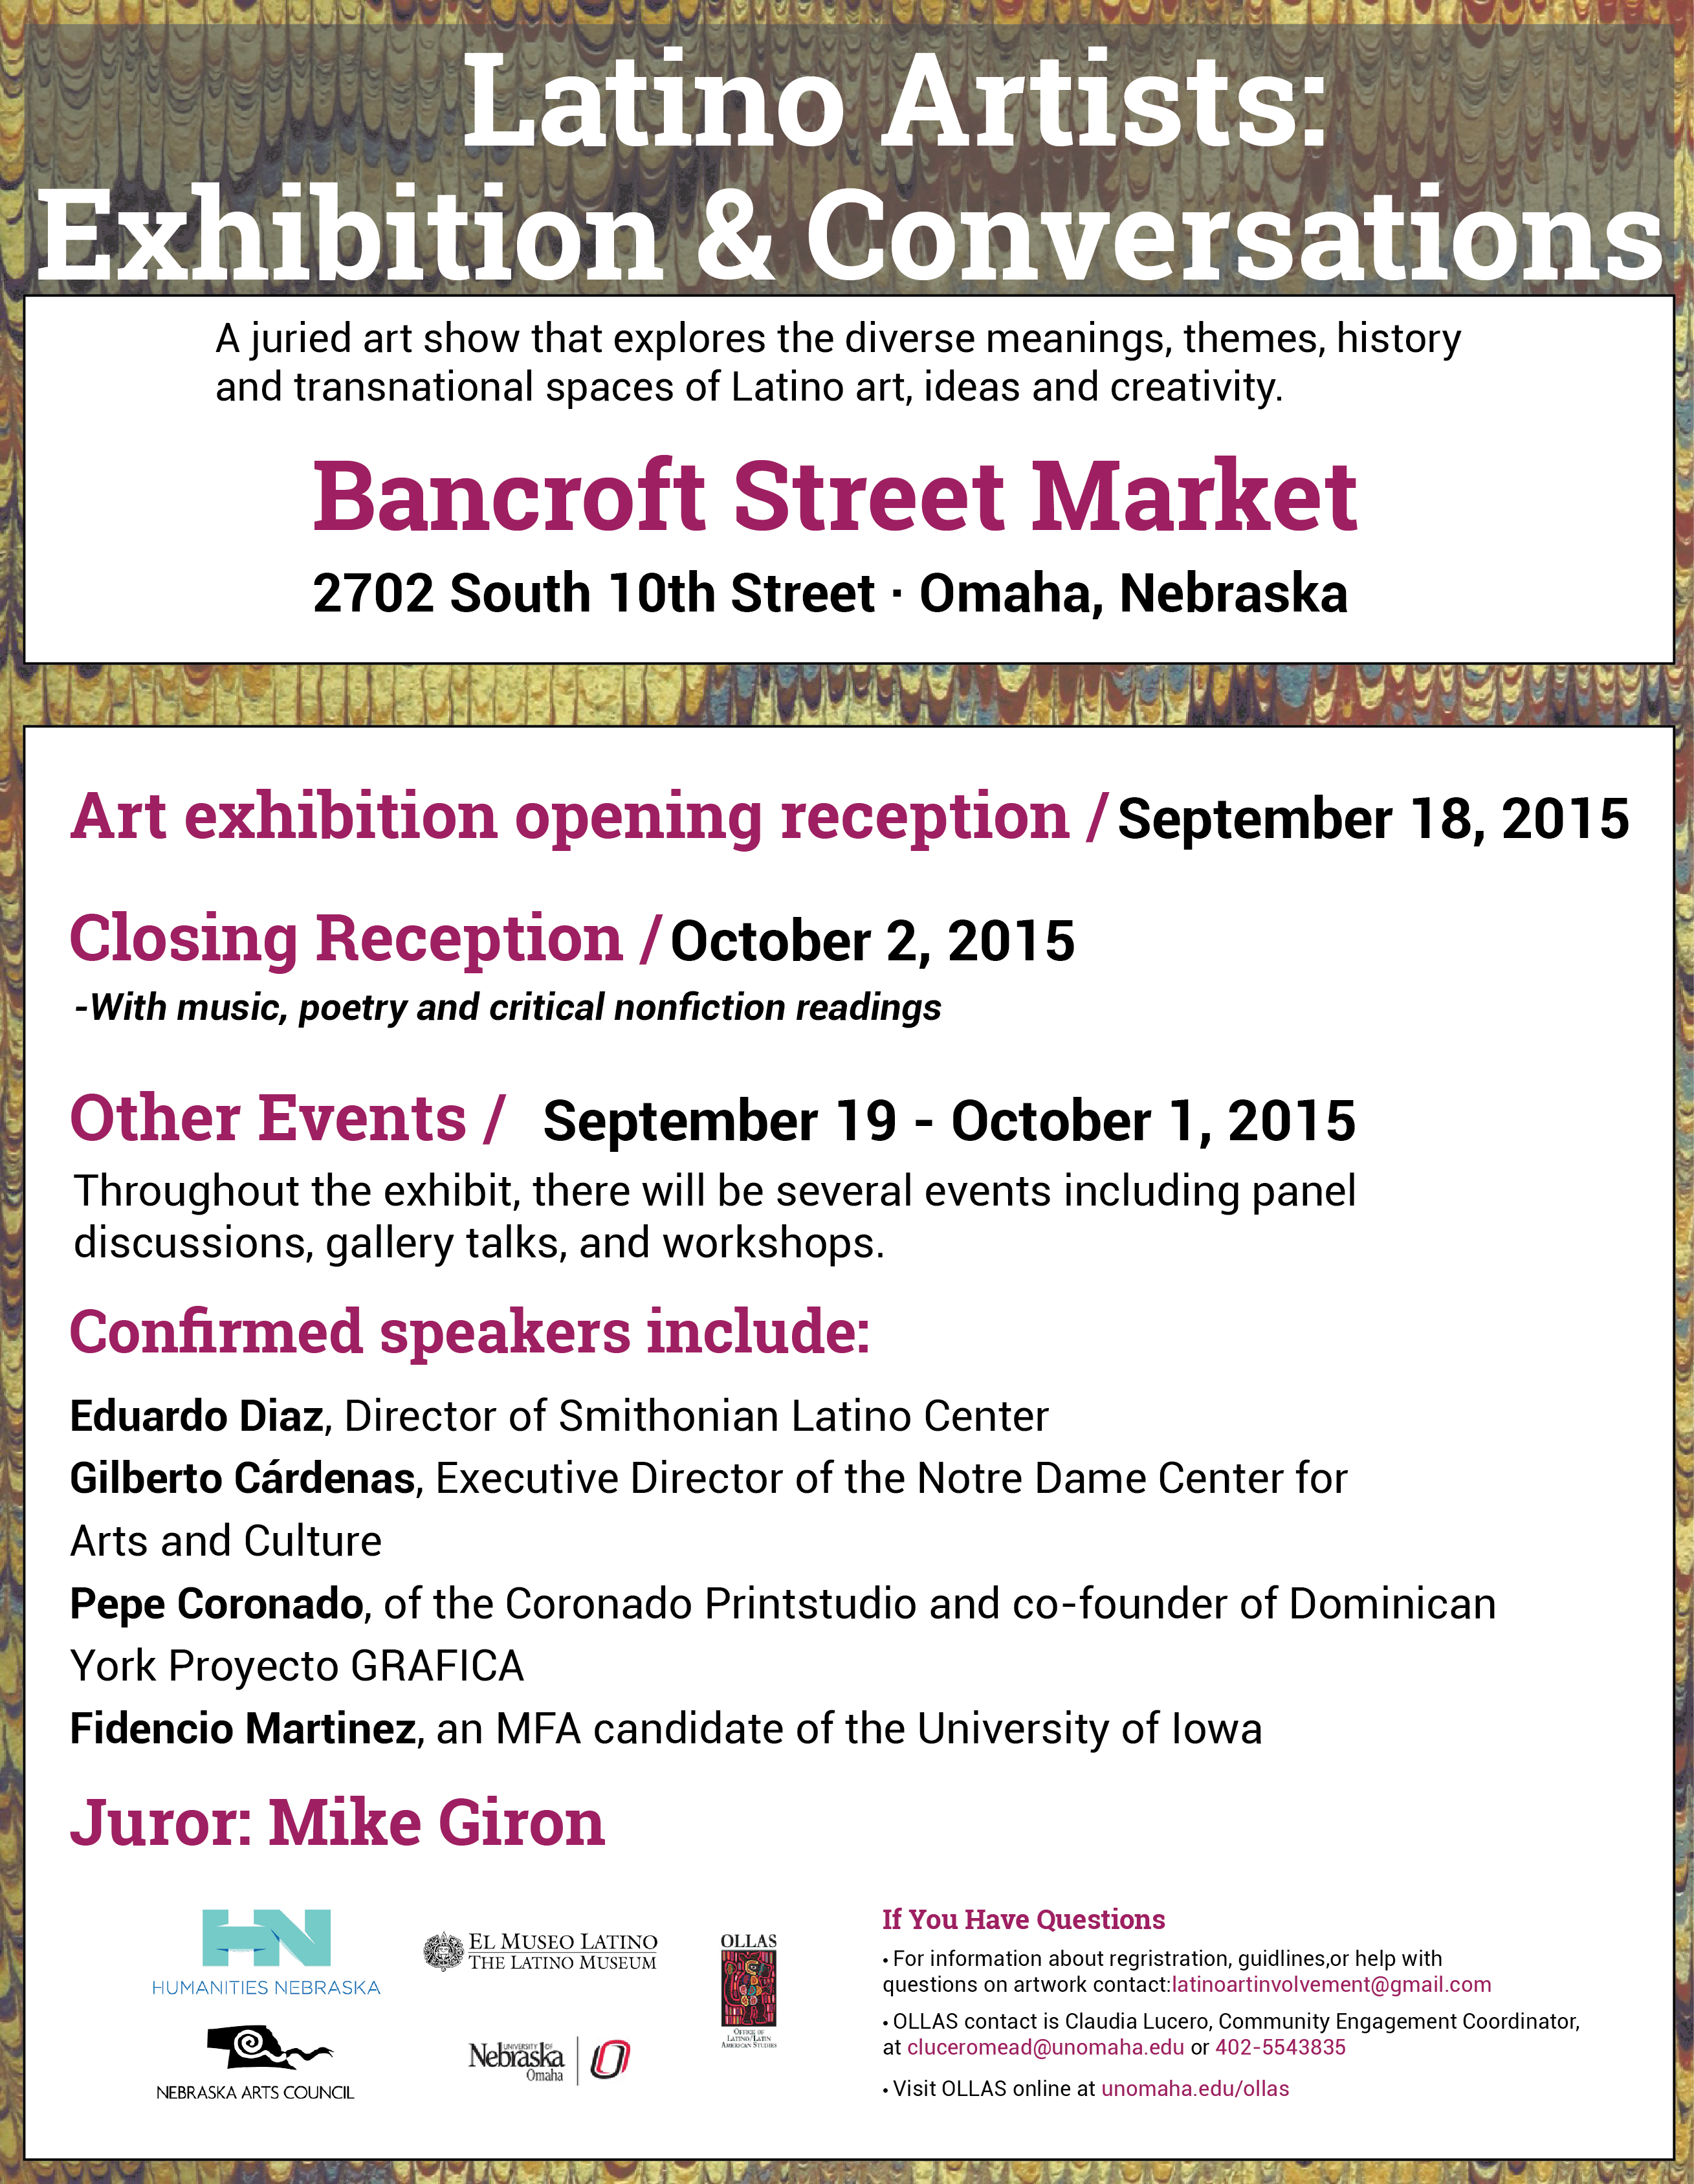 Latino Artists:
Exhibition & Conversations
A juried art show that explores the diverse meanings, themes, history
and transnational spaces of Latino art, ideas and creativity.
Bancroft Street Market
2702 South 10th Street · Omaha, Nebraska
Art exhibition opening reception / September 18, 2015
Closing Reception / October 2, 2015
-With music, poetry and critical nonfiction readings
Other Events / September 19 - October 1, 2015
Throughout the exhibit, there will be several events including panel
discussions, gallery talks, and workshops.
Confirmed speakers include:
Eduardo Diaz, Director of Smithonian Latino Center
Gilberto Cárdenas, Executive Director of the Notre Dame Center for
Arts and Culture
Pepe Coronado, of the Coronado Printstudio and co-founder of Dominican
York Proyecto GRAFICA
Fidencio Martinez, an MFA candidate of the University of Iowa
Juror: Mike Giron
HN
HUMANITIES NEBRASKA
EL MUSEO LATINO
THE LATINO MUSEUM
OLLAS
OFFICE OF
LATINO/LATIN
AMERICAN STUDIES
NEBRASKA ARTS COUNCIL
UNIVERSITY OF
Nebraska
Omaha
O
If You Have Questions
• For information about regristration, guidlines,or help with
questions on artwork contact:latinoartinvolvement@gmail.com
• OLLAS contact is Claudia Lucero, Community Engagement Coordinator,
at cluceromead@unomaha.edu or 402-5543835
• Visit OLLAS online at unomaha.edu/ollas